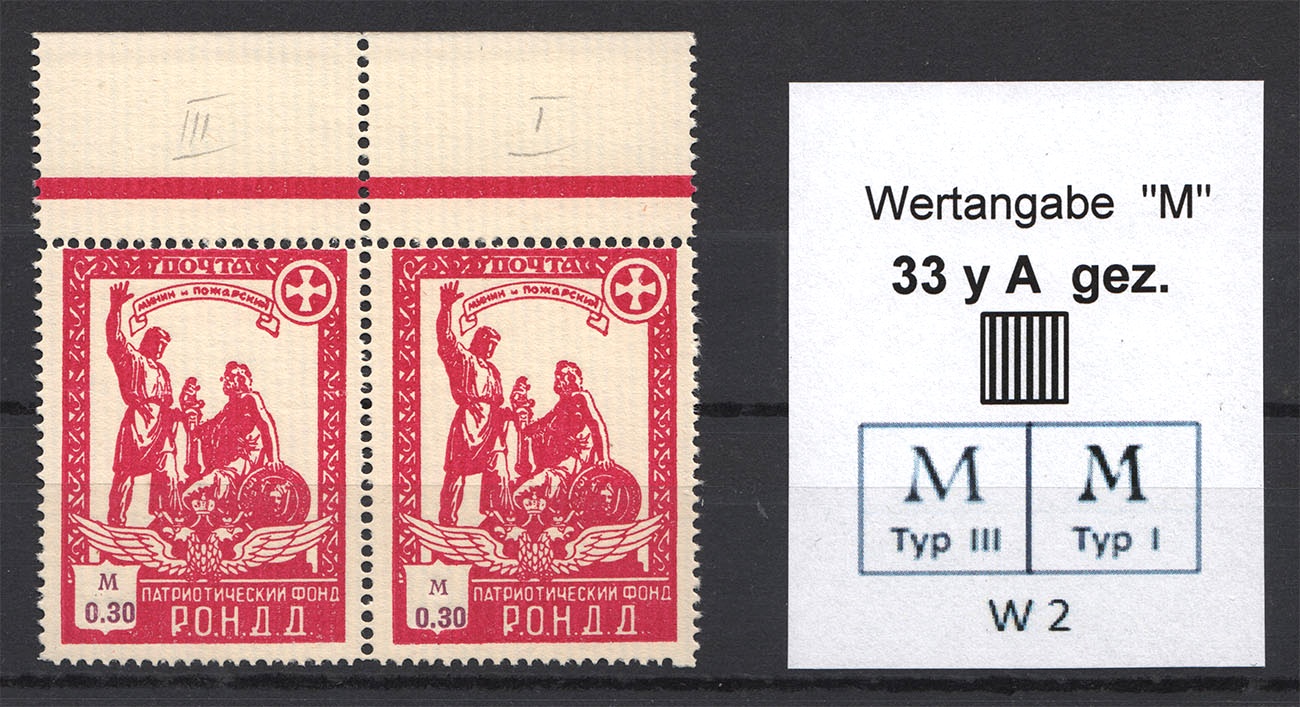 III I
ПОЧТА ПОЧТА
МИНИН и ПОЖАРСКИЙ МИНИН и ПОЖАРСКИЙ
М М
0.30 0.30
ПАТРИОТИЧЕСКИЙ ФОНД ПАТРИОТИЧЕСКИЙ ФОНД
Р.О.Н.Д.Д Р.О.Н.Д.Д
Wertangabe "M"
33 y A gez.
M M
Typ III Typ I
W 2